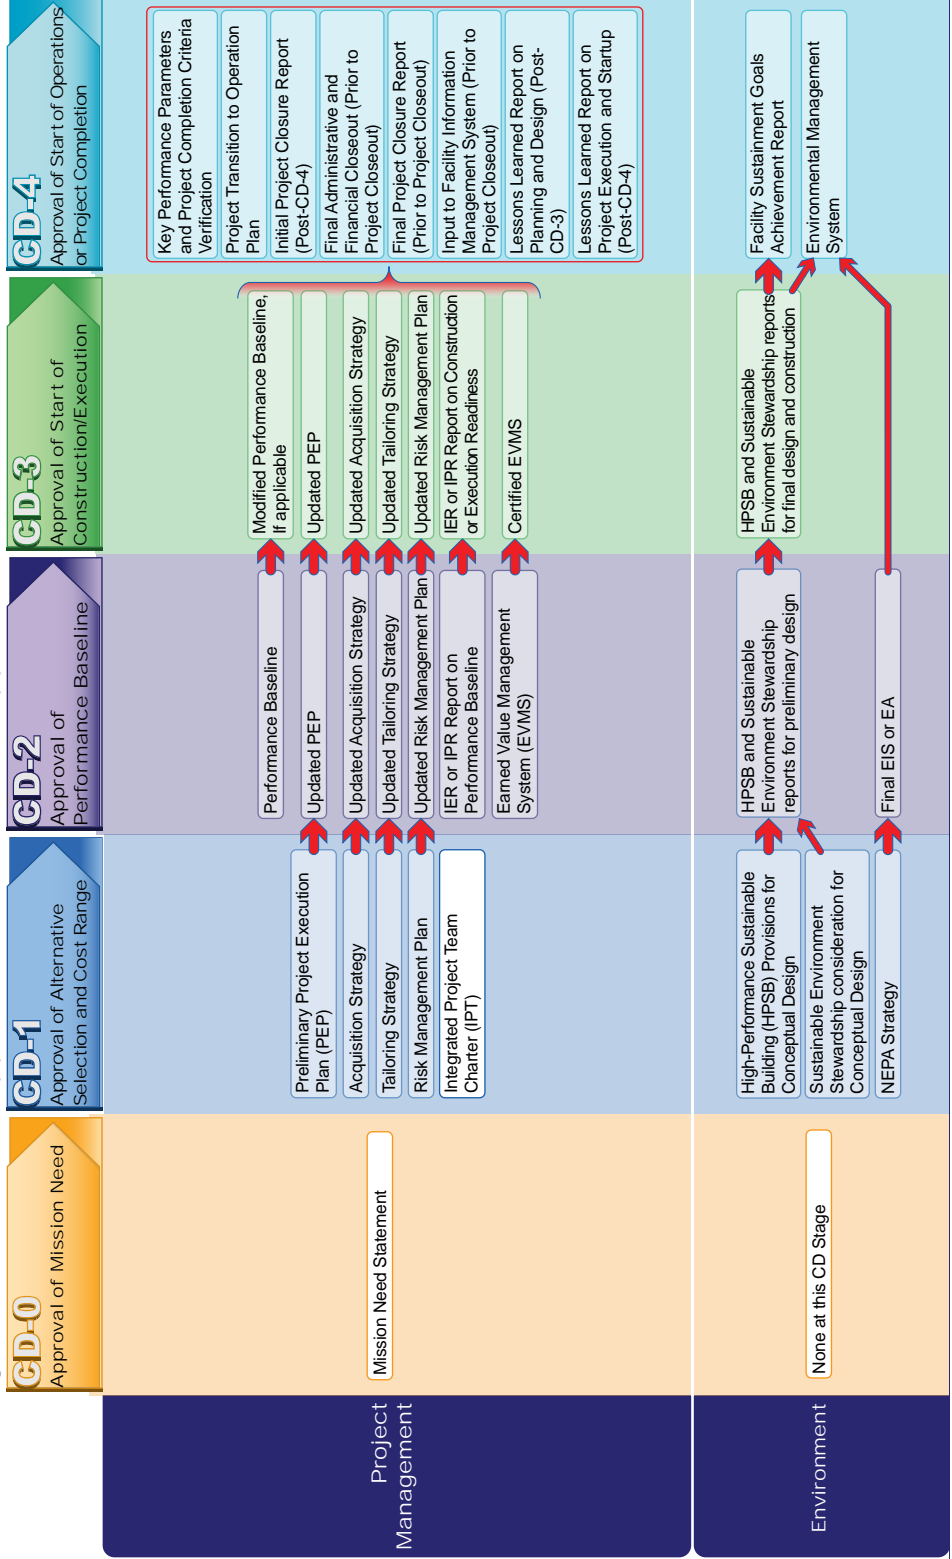 CD-0
Approval of Mission Need
CD-1
Approval of Alternative
Selection and Cost Range
CD-2
Approval of
Performance Baseline
CD-3
Approval of Start of
Construction/Execution
CD-4
Approval of Start of Operations
or Project Completion
Project
Management
Mission Need Statement
Preliminary Project Execution
Plan (PEP)
Acquisition Strategy
Tailoring Strategy
Risk Management Plan
Integrated Project Team
Charter (IPT)
Performance Baseline
Updated PEP
Updated Acquisition Strategy
Updated Tailoring Strategy
Updated Risk Management Plan
IER or IPR Report on
Performance Baseline
Earned Value Management
System (EVMS)
Modified Performance Baseline,
If applicable
Updated PEP
Updated Acquisition Strategy
Updated Tailoring Strategy
Updated Risk Management Plan
IER or IPR Report on Construction
or Execution Readiness
Certified EVMS
Key Performance Parameters
and Project Completion Criteria
Verification
Project Transition to Operation
Plan
Initial Project Closure Report
(Post-CD-4)
Final Administrative and
Financial Closeout (Prior to
Project Closeout)
Final Project Closure Report
(Prior to Project Closeout)
Input to Facility Information
Management System (Prior to
Project Closeout)
Lessons Learned Report on
Planning and Design (Post-
CD-3)
Lessons Learned Report on
Project Execution and Startup
(Post-CD-4)
Environment
None at this CD Stage
High-Performance Sustainable
Building (HPSB) Provisions for
Conceptual Design
Sustainable Environment
Stewardship consideration for
Conceptual Design
NEPA Strategy
HPSB and Sustainable
Environment Stewardship
reports for preliminary design
Final EIS or EA
HPSB and Sustainable
Environment Stewardship reports
for final design and construction
Facility Sustainment Goals
Achievement Report
Environmental Management
System